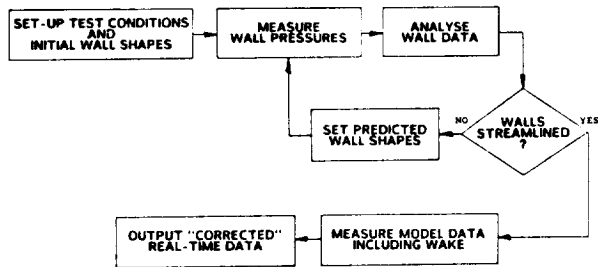 SET-UP TEST CONDITIONS
AND
INITIAL WALL SHAPES
MEASURE
WALL PRESSURES
ANALYSE
WALL DATA
WALLS
STREAMLINED
?
NO
YES
SET PREDICTED
WALL SHAPES
MEASURE MODEL DATA
INCLUDING WAKE
OUTPUT "CORRECTED"
REAL-TIME DATA